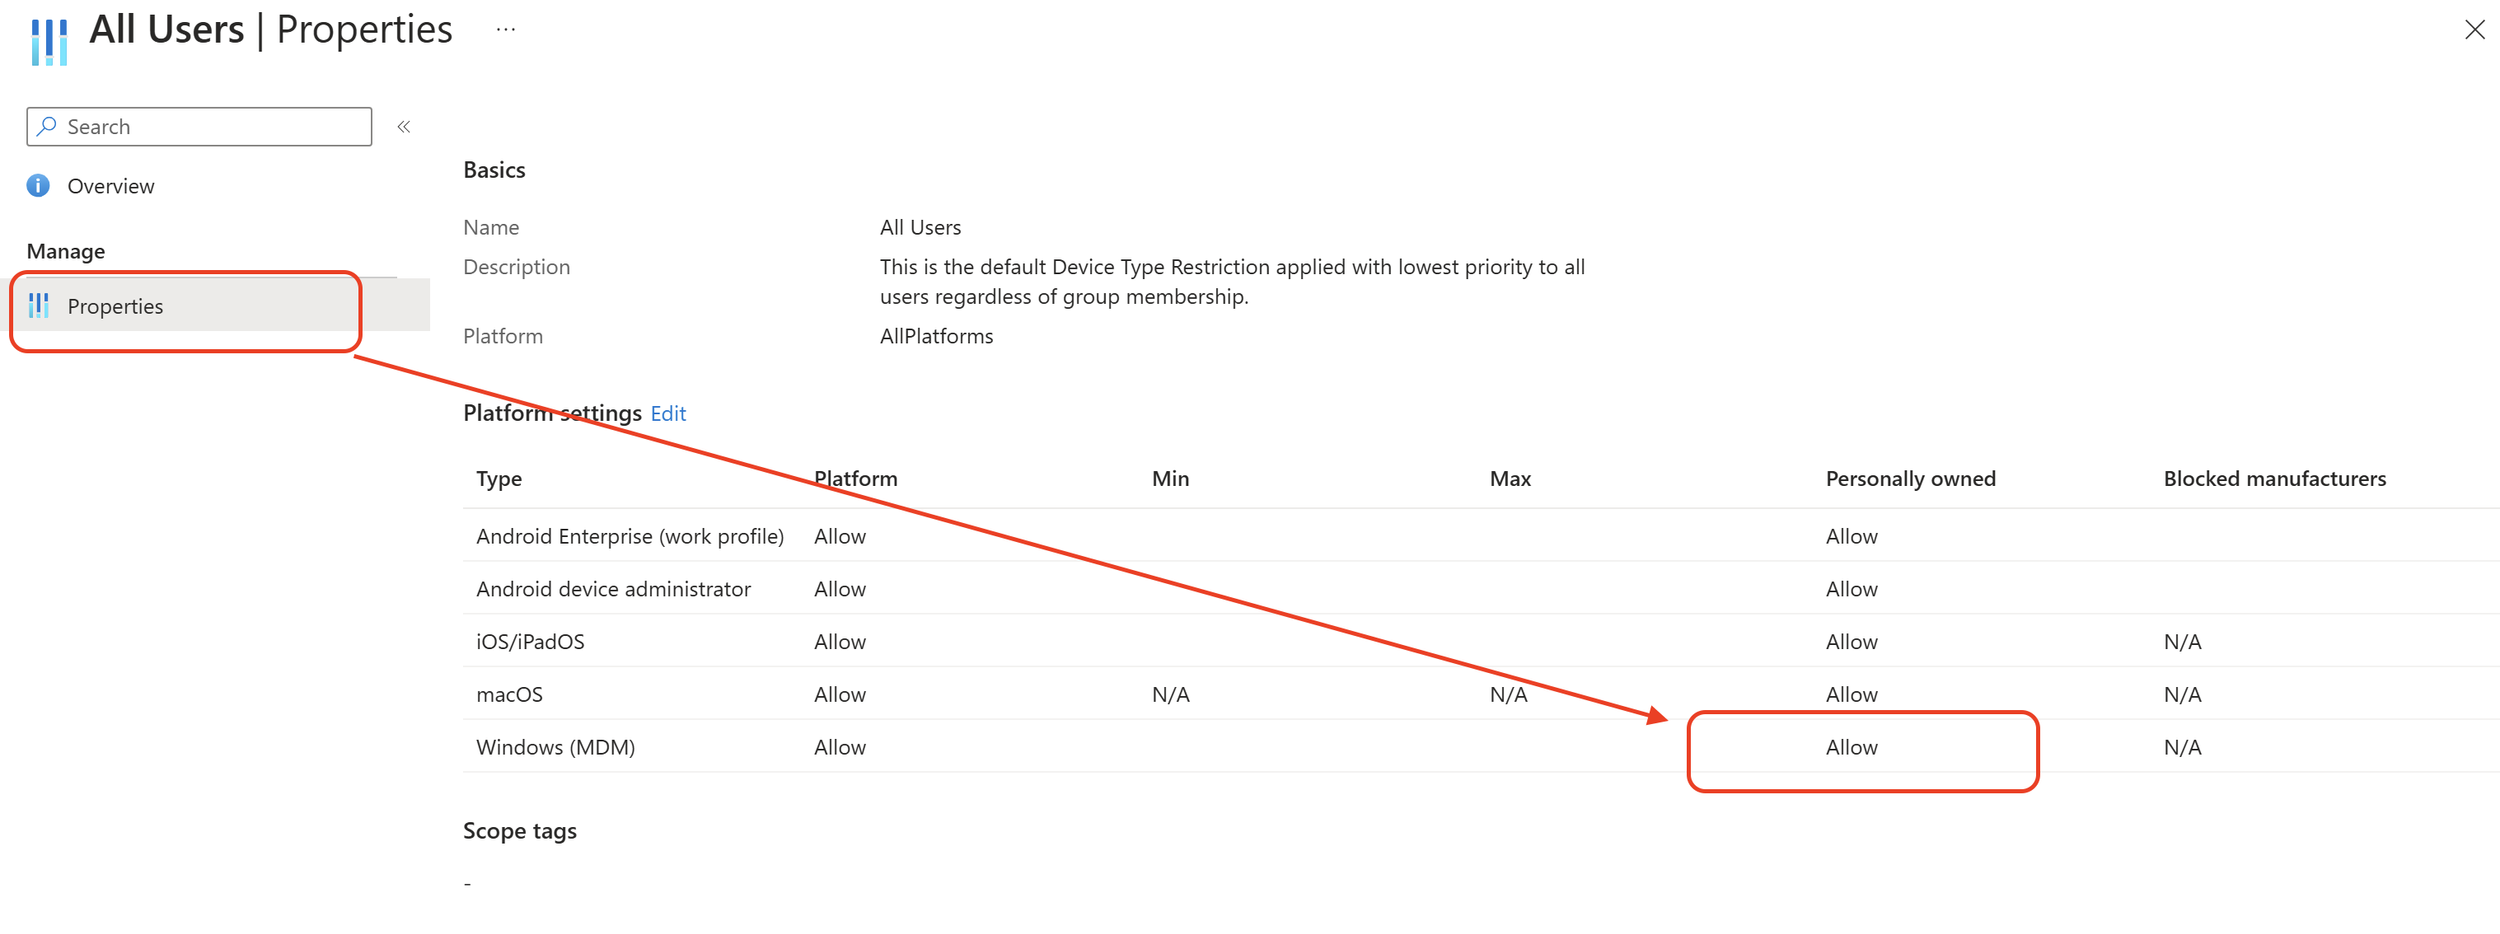 All Users | Properties ...
Search «
Overview
Manage
Properties
Basics
Name All Users
Description This is the default Device Type Restriction applied with lowest priority to all
users regardless of group membership.
Platform AllPlatforms
Platform settings Edit
Type Platform Min Max Personally owned Blocked manufacturers
Android Enterprise (work profile) Allow Allow
Android device administrator Allow Allow
iOS/iPadOS Allow Allow N/A
macOS Allow N/A N/A Allow N/A
Windows (MDM) Allow Allow N/A
Scope tags
-